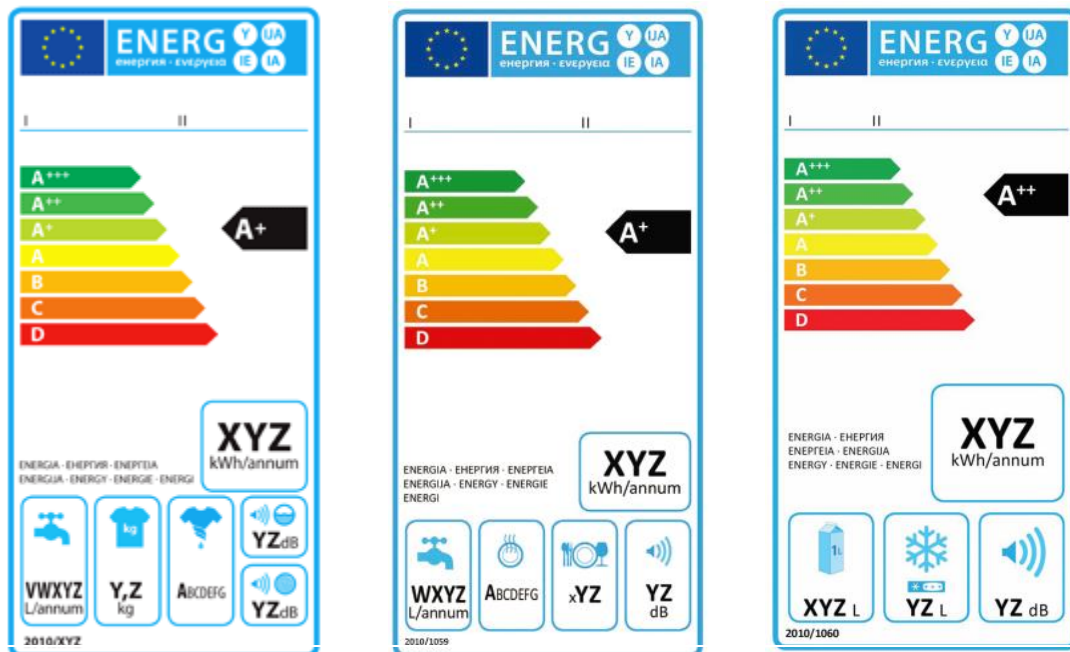 ENERG Y IJA
енергия · ενεργεια IE IA
I II
A+++
A++
A+
A
B
C
D
A+
XYZ
kWh/annum
ENERGIA · ЕНЕРГИЯ · ΕΝΕΡΓΕΙΑ
ENERGIJA · ENERGY · ENERGIE · ENERGI
VWXYZ
L/annum
kg
Y,Z
kg
ABCDEFG
YZdB
YZdB
2010/XYZ
ENERG Y IJA
енергия · ενεργεια IE IA
I II
A+++
A++
A+
A
B
C
D
A+
XYZ
kWh/annum
ENERGIA · ЕНЕРГИЯ · ΕΝΕΡΓΕΙΑ
ENERGIJA · ENERGY · ENERGIE
ENERGI
WXYZ
L/annum
ABCDEFG
xYZ
YZ
dB
2010/1059
ENERG Y IJA
енергия · ενεργεια IE IA
I II
A+++
A++
A+
A
B
C
D
A++
XYZ
kWh/annum
ENERGIA · ЕНЕРГИЯ
ΕΝΕΡΓΕΙΑ · ENERGIJA
ENERGY · ENERGIE · ENERGI
1L
XYZ L
YZ L
YZ dB
2010/1060